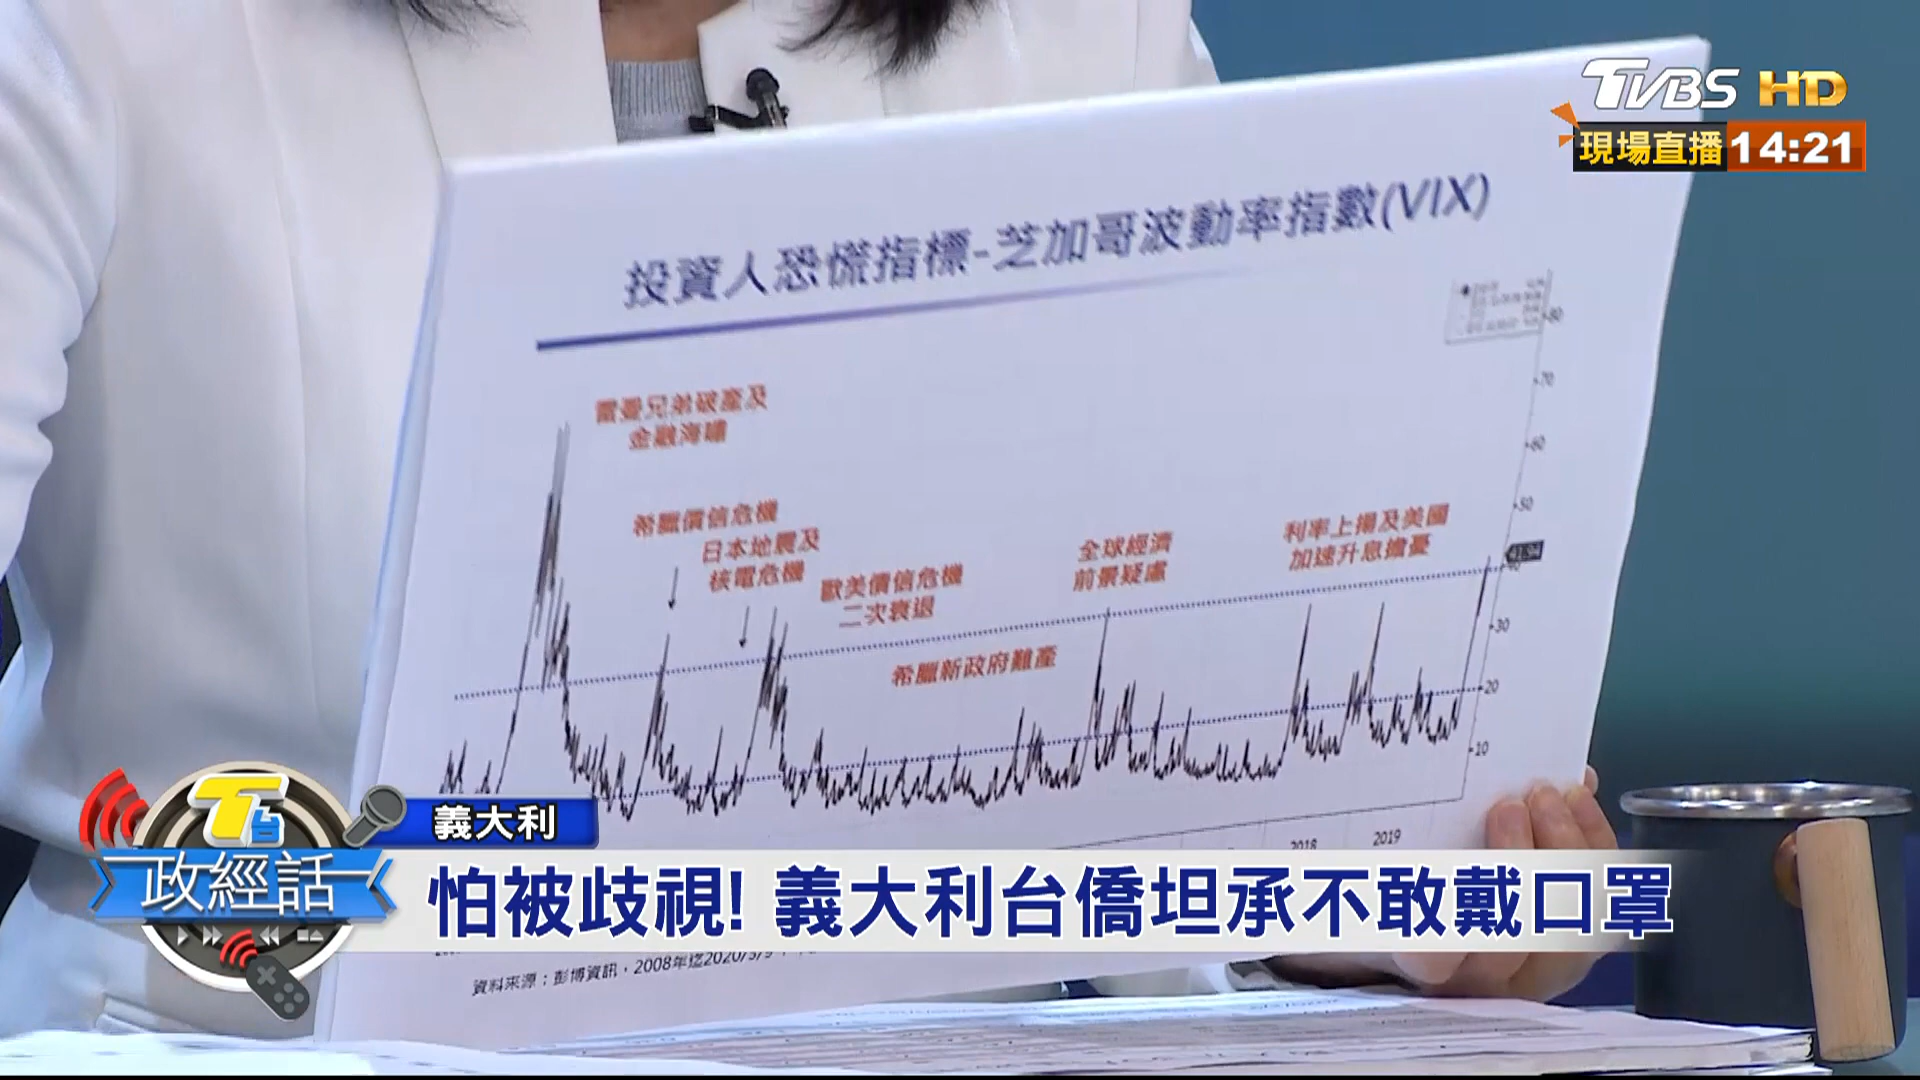 TVBS HD
現場直播 14:21
投資人恐慌指標-芝加哥波動率指數(VIX)
80
70
雷曼兄弟破產及
金融海嘯
60
50
希臘債信危機
日本地震及
核電危機
歐美債信危機
二次衰退
全球經濟
前景疑慮
利率上揚及美國
加速升息擔憂
40
30
希臘新政府難產
20
10
2018
2019
T台
政經話
義大利
怕被歧視! 義大利台僑坦承不敢戴口罩
資料來源：彭博資訊，2008年迄2020/3/9